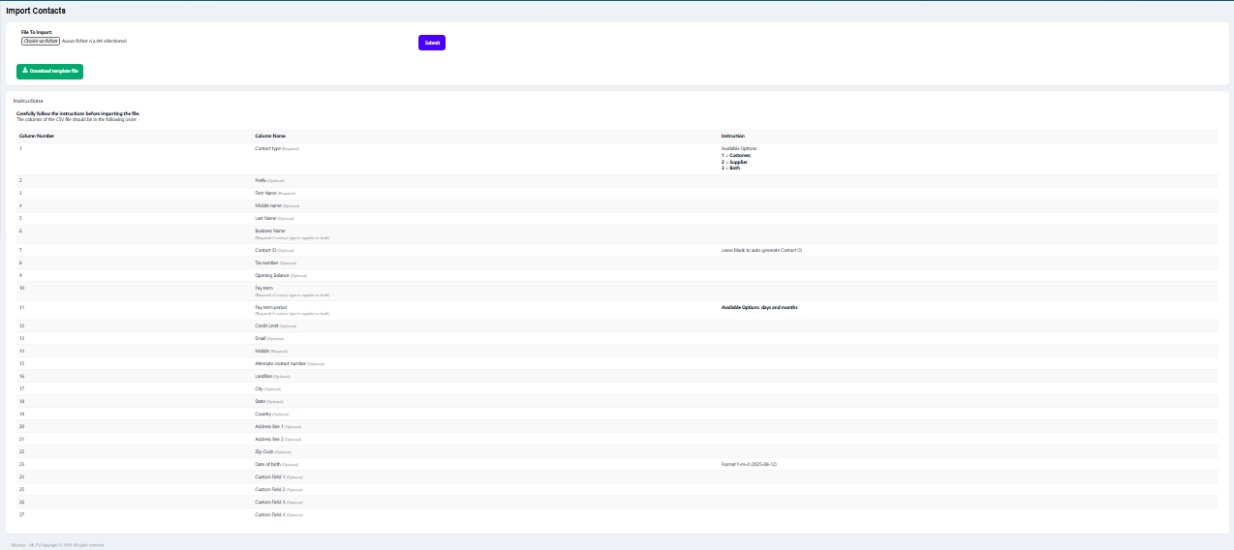 Import Contacts
File To Import:
Choisir un fichier Aucun fichier n'a été sélectionné
Submit
Download template file
Instructions
Carefully follow the instructions before importing the file.
The columns of the CSV file should be in the following order.
Column Number Column Name Instruction
1 Contact type (Required) Available Options:
1 = Customer,
2 = Supplier
3 = Both
2 Prefix (Optional)
3 First Name (Required)
4 Middle name (Optional)
5 Last Name (Optional)
6 Business Name
(Required if contact type is supplier or both)
7 Contact ID (Optional) Leave blank to auto generate Contact ID
8 Tax number (Optional)
9 Opening Balance (Optional)
10 Pay term
(Required if contact type is supplier or both)
11 Pay term period
(Required if contact type is supplier or both)
Available Options: days and months
12 Credit Limit (Optional)
13 Email (Optional)
14 Mobile (Required)
15 Alternate contact number (Optional)
16 Landline (Optional)
17 City (Optional)
18 State (Optional)
19 Country (Optional)
20 Address line 1 (Optional)
21 Address line 2 (Optional)
22 Zip Code (Optional)
23 Date of birth (Optional) Format Y-m-d (2025-08-12)
24 Custom Field 1 (Optional)
25 Custom Field 2 (Optional)
26 Custom Field 3 (Optional)
27 Custom Field 4 (Optional)
Copyright © All rights reserved.